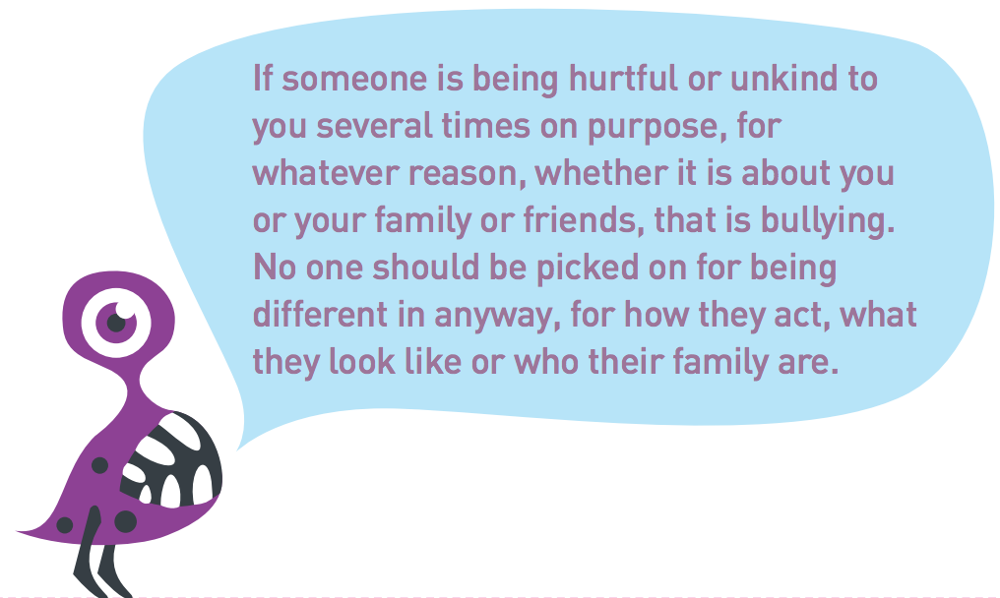 If someone is being hurtful or unkind to
you several times on purpose, for
whatever reason, whether it is about you
or your family or friends, that is bullying.
No one should be picked on for being
different in anyway, for how they act, what
they look like or who their family are.